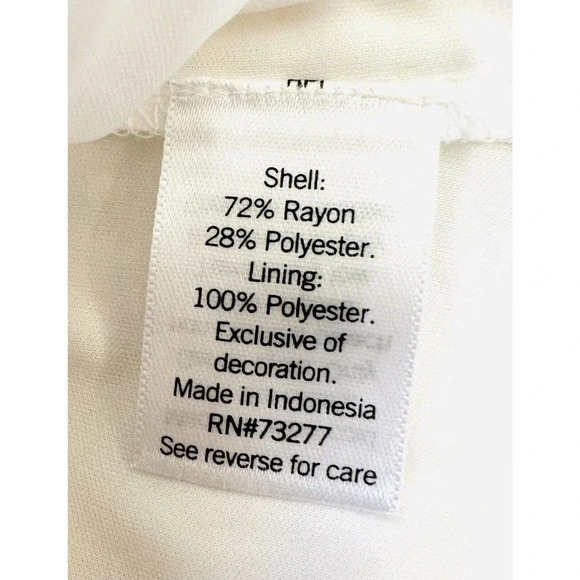 Shell:
72% Rayon
28% Polyester.
Lining:
100% Polyester.
Exclusive of
decoration.
Made in Indonesia
RN#73277
See reverse for care